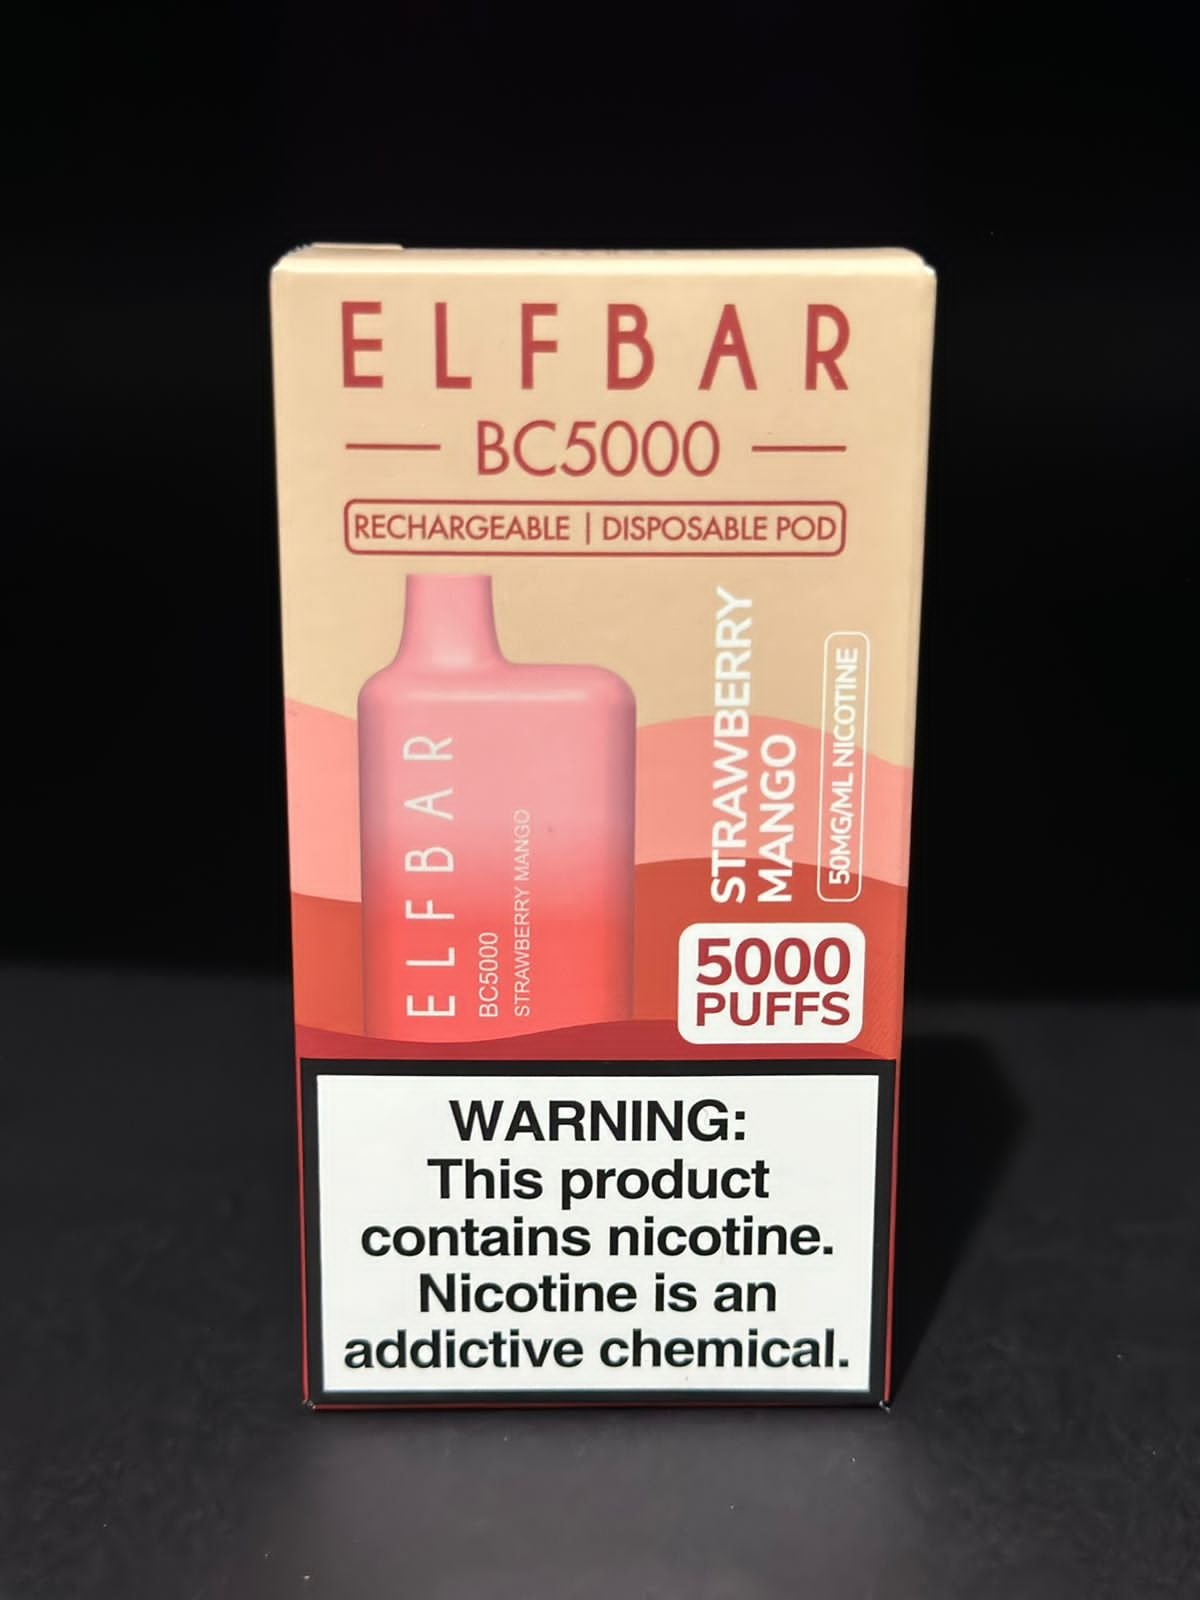 ELFBAR
BC5000
RECHARGEABLE | DISPOSABLE POD
ELFBAR
BC5000
STRAWBERRY MANGO
STRAWBERRY
MANGO
50MG/ML NICOTINE
5000
PUFFS
WARNING:
This product
contains nicotine.
Nicotine is an
addictive chemical.